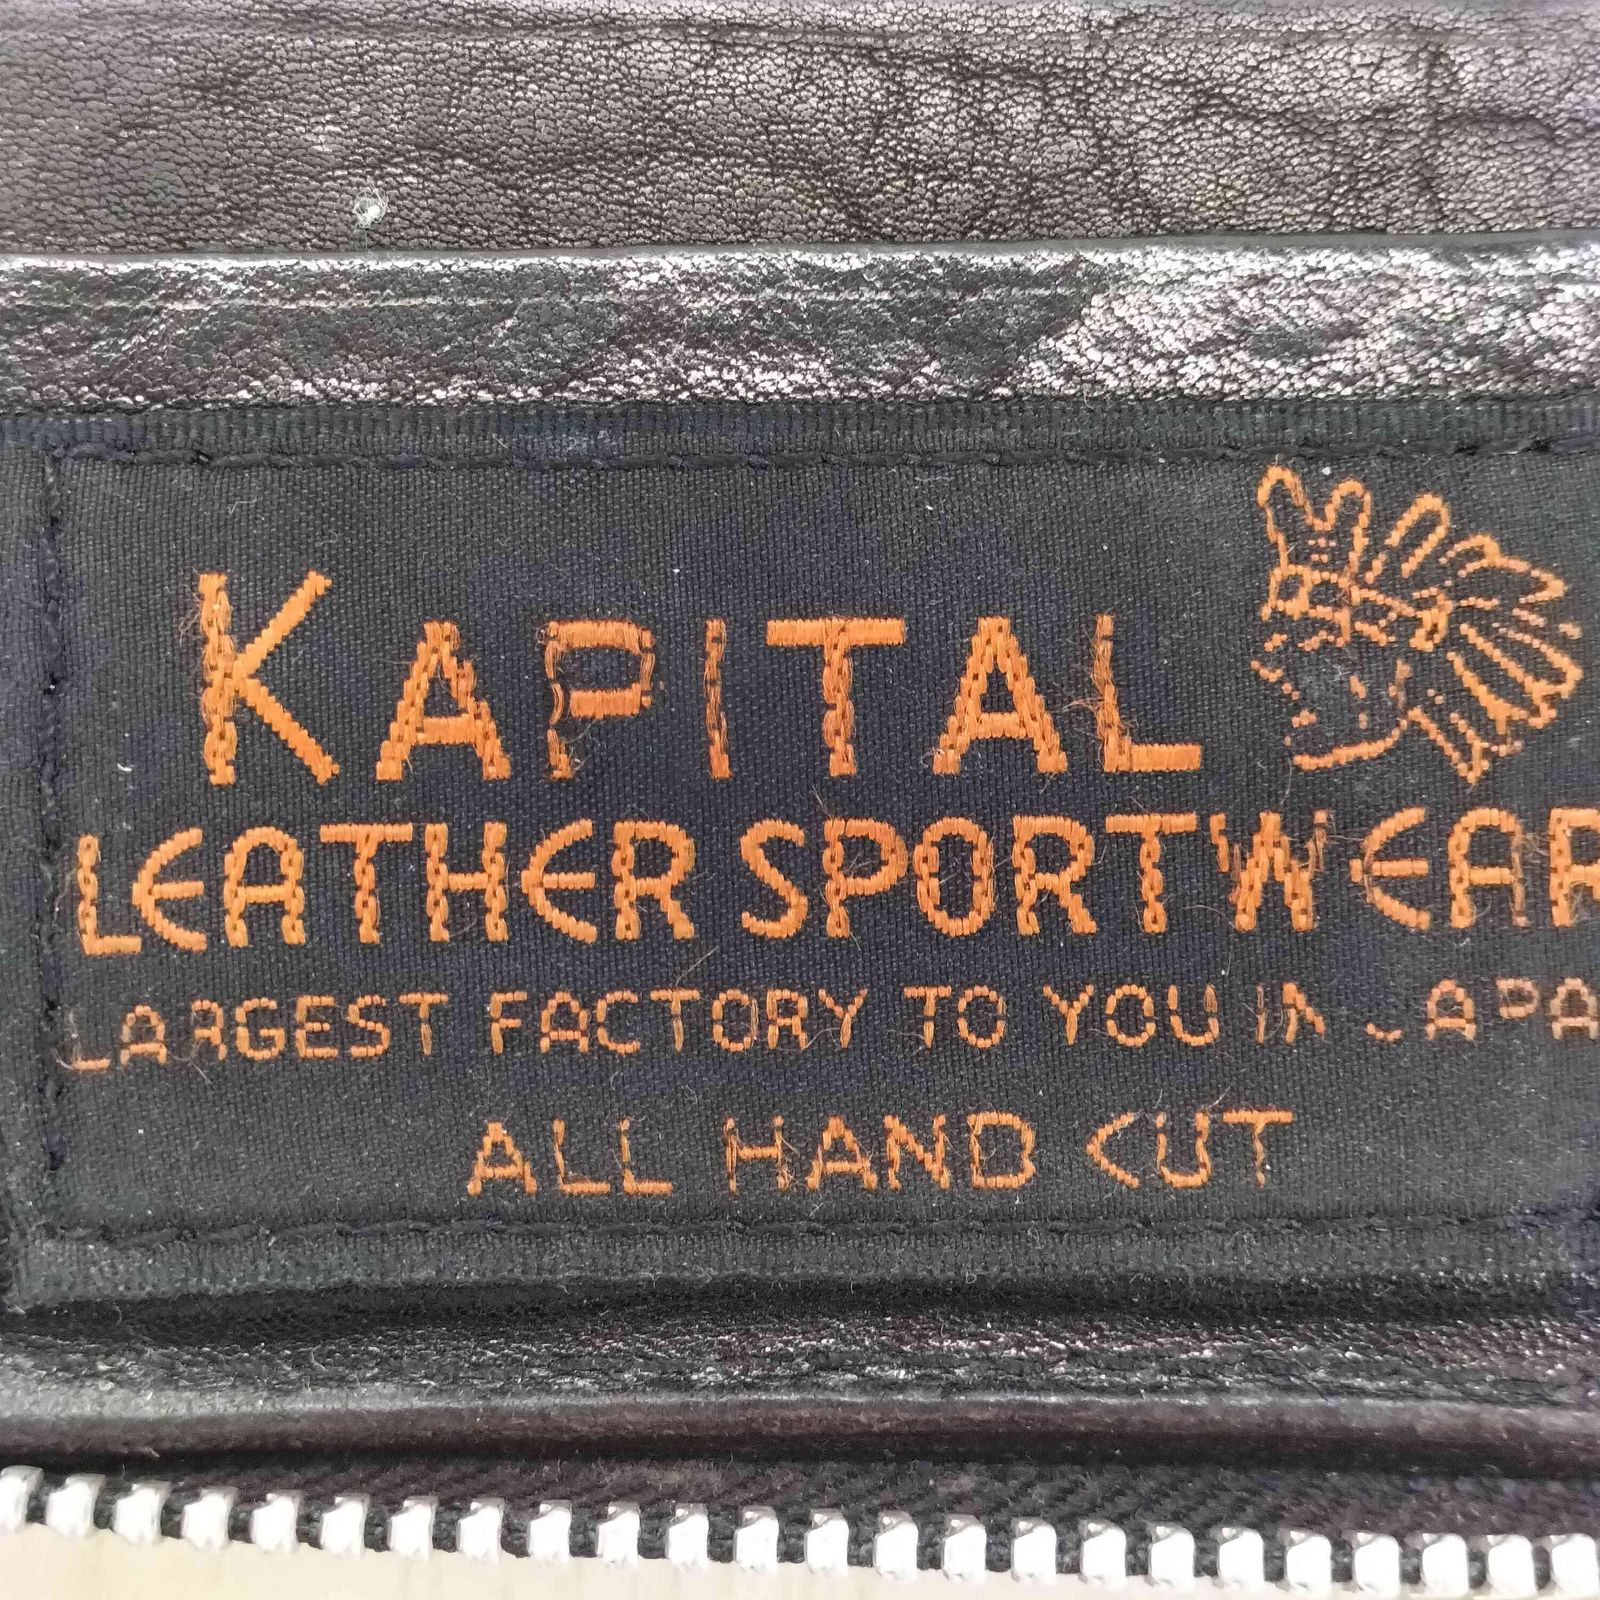 KAPITAL
LEATHER SPORTWEAR
LARGEST FACTORY TO YOU IN JAPA
ALL HAND CUT